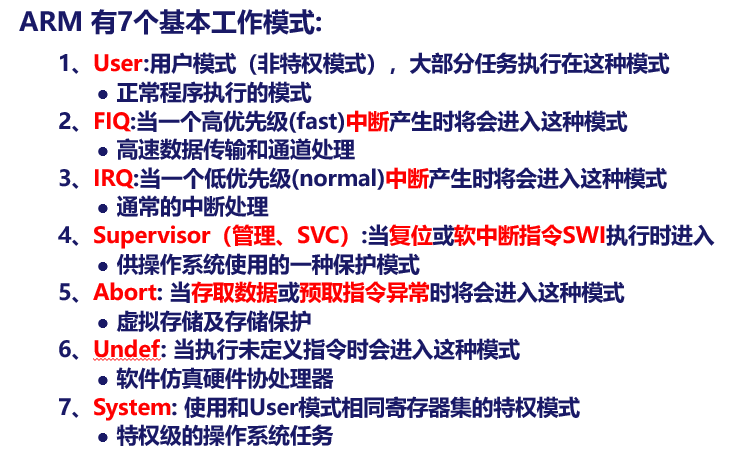 ARM 有7个基本工作模式:
1、User:用户模式（非特权模式），大部分任务执行在这种模式
• 正常程序执行的模式
2、FIQ:当一个高优先级(fast)中断产生时将会进入这种模式
• 高速数据传输和通道处理
3、IRQ:当一个低优先级(normal)中断产生时将会进入这种模式
• 通常的中断处理
4、Supervisor（管理、SVC）:当复位或软中断指令SWI执行时进入
• 供操作系统使用的一种保护模式
5、Abort: 当存取数据或预取指令异常时将会进入这种模式
• 虚拟存储及存储保护
6、Undef: 当执行未定义指令时会进入这种模式
• 软件仿真硬件协处理器
7、System: 使用和User模式相同寄存器集的特权模式
• 特权级的操作系统任务